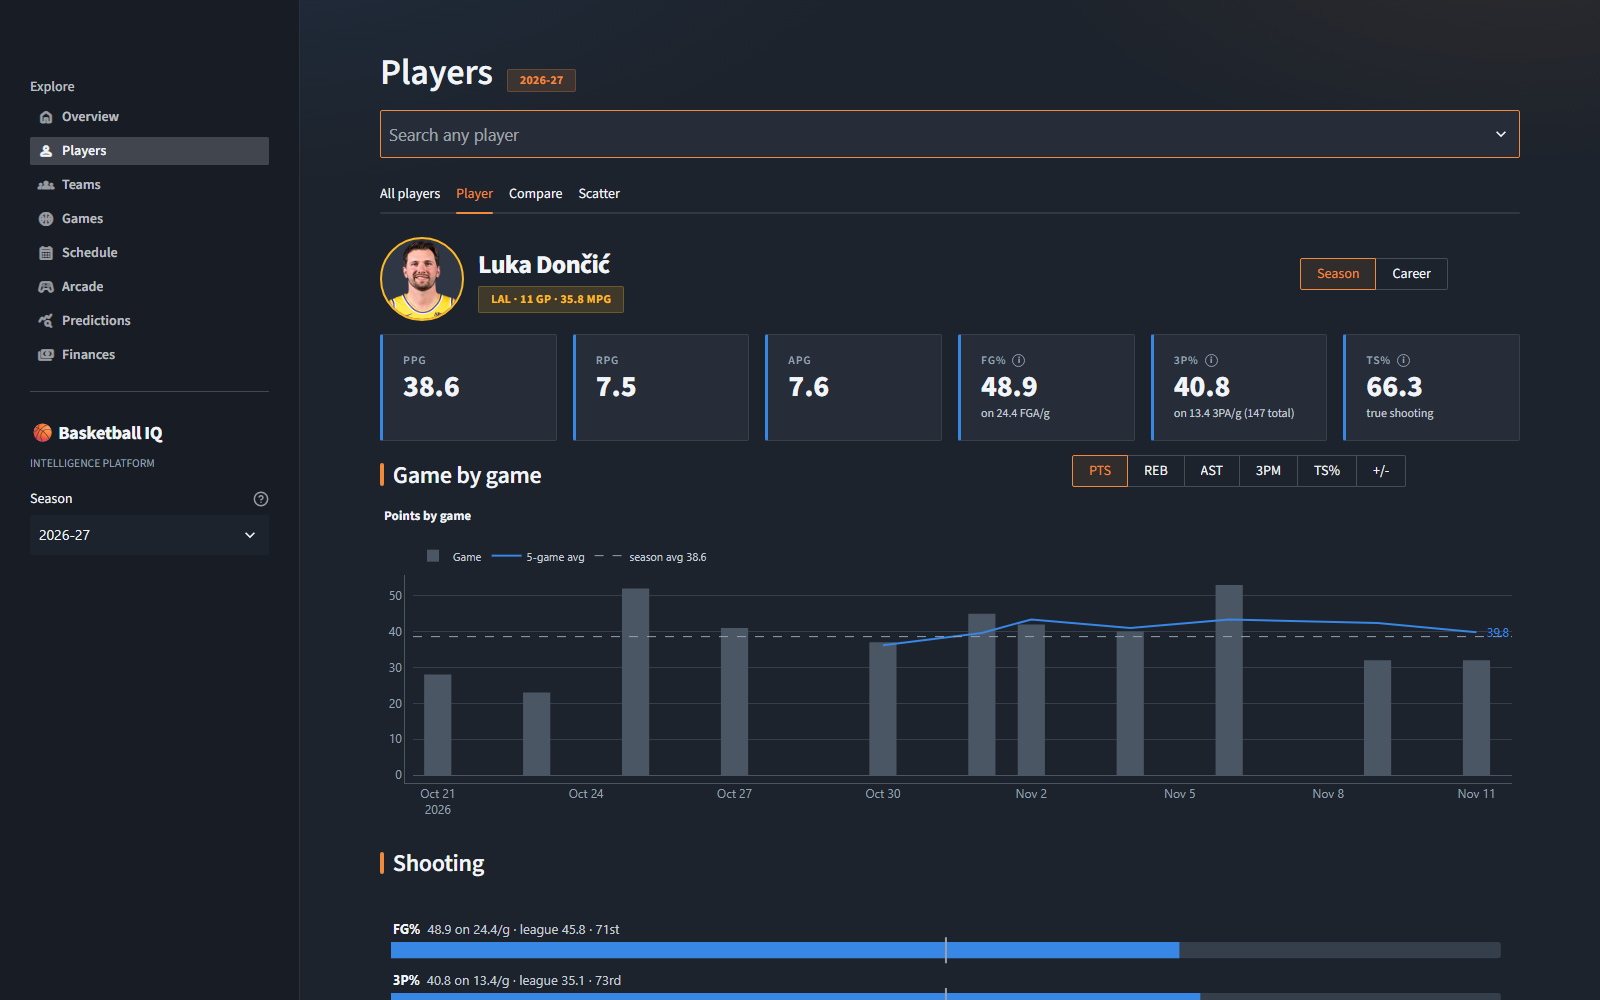 Explore
Overview
Players
Teams
Games
Schedule
Arcade
Predictions
Finances
🏀 Basketball IQ
INTELLIGENCE PLATFORM
Season
2026-27
Players
2026-27
Search any player
All players Player Compare Scatter
Luka Dončić
LAL · 11 GP · 35.8 MPG
Season Career
PPG
38.6
RPG
7.5
APG
7.6
FG%
48.9
on 24.4 FGA/g
3P%
40.8
on 13.4 3PA/g (147 total)
TS%
66.3
true shooting
Game by game
PTS REB AST 3PM TS% +/-
Points by game
Game 5-game avg season avg 38.6
50
40
30
20
10
0
39.8
Oct 21 Oct 24 Oct 27 Oct 30 Nov 2 Nov 5 Nov 8 Nov 11
2026
Shooting
FG% 48.9 on 24.4/g · league 45.8 · 71st
3P% 40.8 on 13.4/g · league 35.1 · 73rd